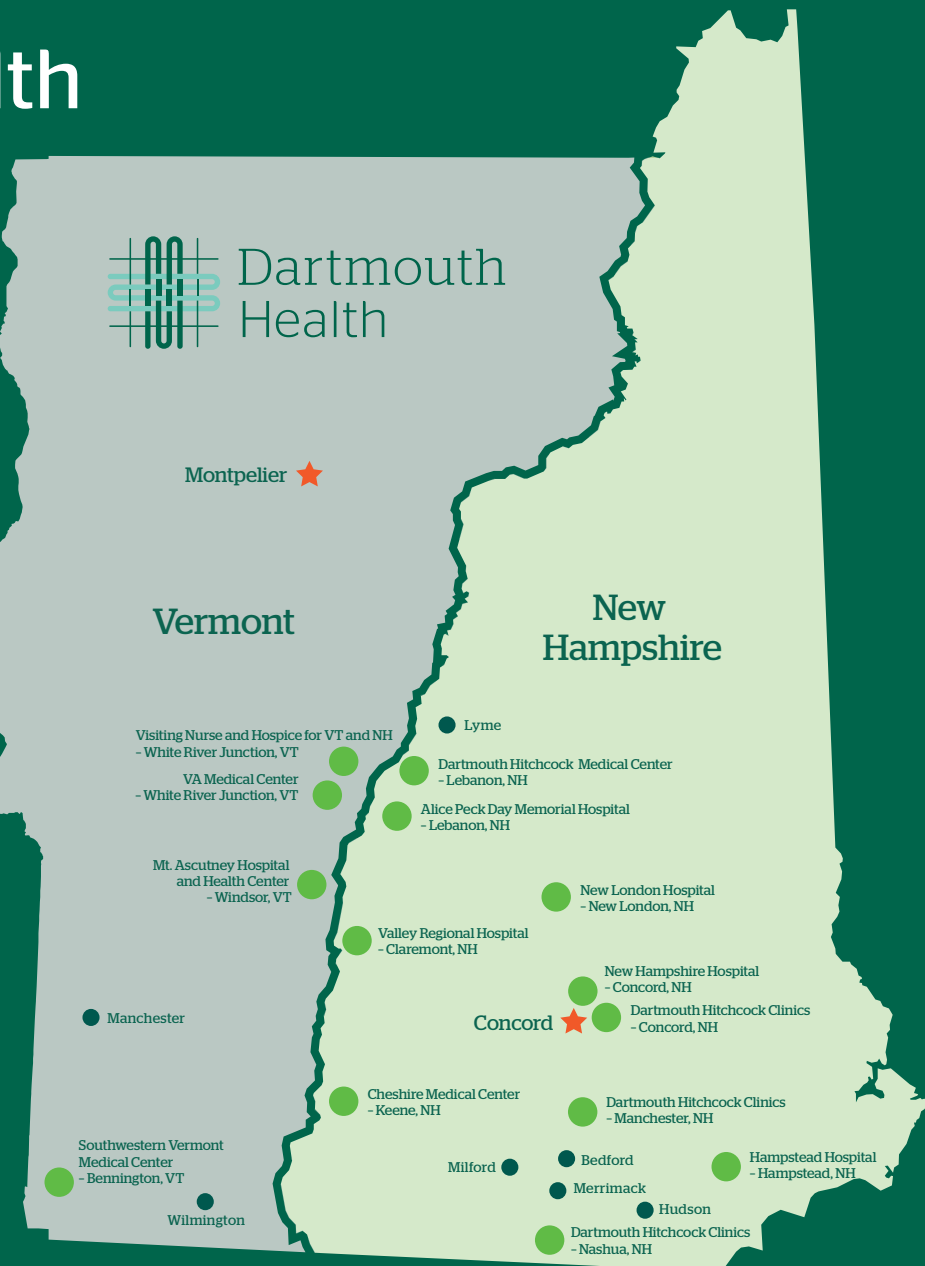 lth
Dartmouth
Health
Montpelier
Vermont
New
Hampshire
Lyme
Visiting Nurse and Hospice for VT and NH
– White River Junction, VT
Dartmouth Hitchcock Medical Center
– Lebanon, NH
VA Medical Center
– White River Junction, VT
Alice Peck Day Memorial Hospital
– Lebanon, NH
Mt. Ascutney Hospital
and Health Center
– Windsor, VT
New London Hospital
– New London, NH
Valley Regional Hospital
– Claremont, NH
New Hampshire Hospital
– Concord, NH
Manchester
Concord
Dartmouth Hitchcock Clinics
– Concord, NH
Cheshire Medical Center
– Keene, NH
Dartmouth Hitchcock Clinics
– Manchester, NH
Southwestern Vermont
Medical Center
– Bennington, VT
Milford
Bedford
Hampstead Hospital
– Hampstead, NH
Merrimack
Hudson
Wilmington
Dartmouth Hitchcock Clinics
– Nashua, NH